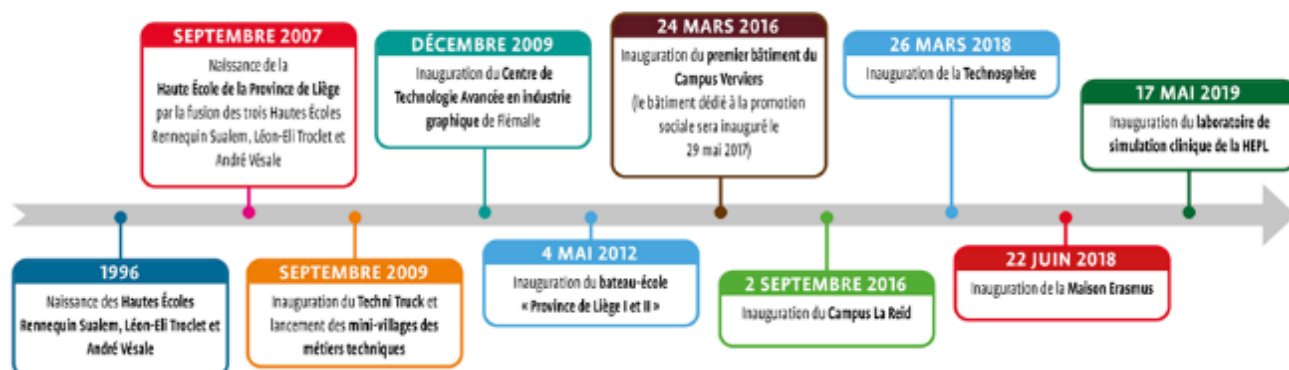 SEPTEMBRE 2007
Naissance de la
Haute École de la Province de Liège
par la fusion des trois Hautes Écoles
Rennequin Sualem, Léon-Eli Troclet et
André Vésale
DÉCEMBRE 2009
Inauguration du Centre de
Technologie Avancée en industrie
graphique de Flémalle
24 MARS 2016
Inauguration du premier bâtiment du
Campus Verviers
(le bâtiment dédié à la promotion
sociale sera inauguré le
29 mai 2017)
26 MARS 2018
Inauguration de la Technosphère
17 MAI 2019
Inauguration du laboratoire de
simulation clinique de la HEPL
1996
Naissance des Hautes Écoles
Rennequin Sualem, Léon-Eli Troclet et
André Vésale
SEPTEMBRE 2009
Inauguration du Techni Truck et
lancement des mini-villages des
métiers techniques
4 MAI 2012
Inauguration du bateau-école
« Province de Liège I et II »
2 SEPTEMBRE 2016
Inauguration du Campus La Reid
22 JUIN 2018
Inauguration de la Maison Erasmus